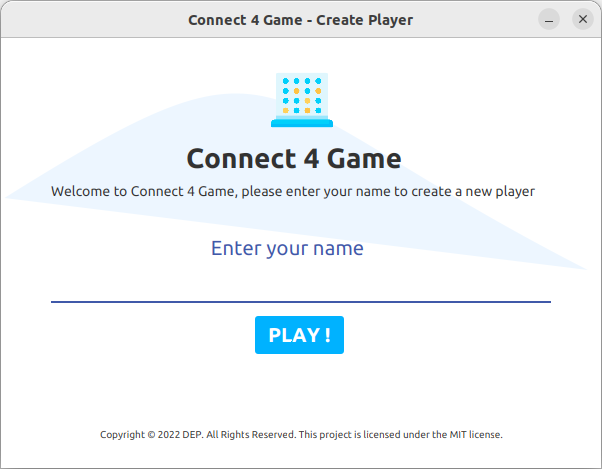 Connect 4 Game - Create Player
Connect 4 Game
Welcome to Connect 4 Game, please enter your name to create a new player
Enter your name
PLAY !
Copyright © 2022 DEP. All Rights Reserved. This project is licensed under the MIT license.